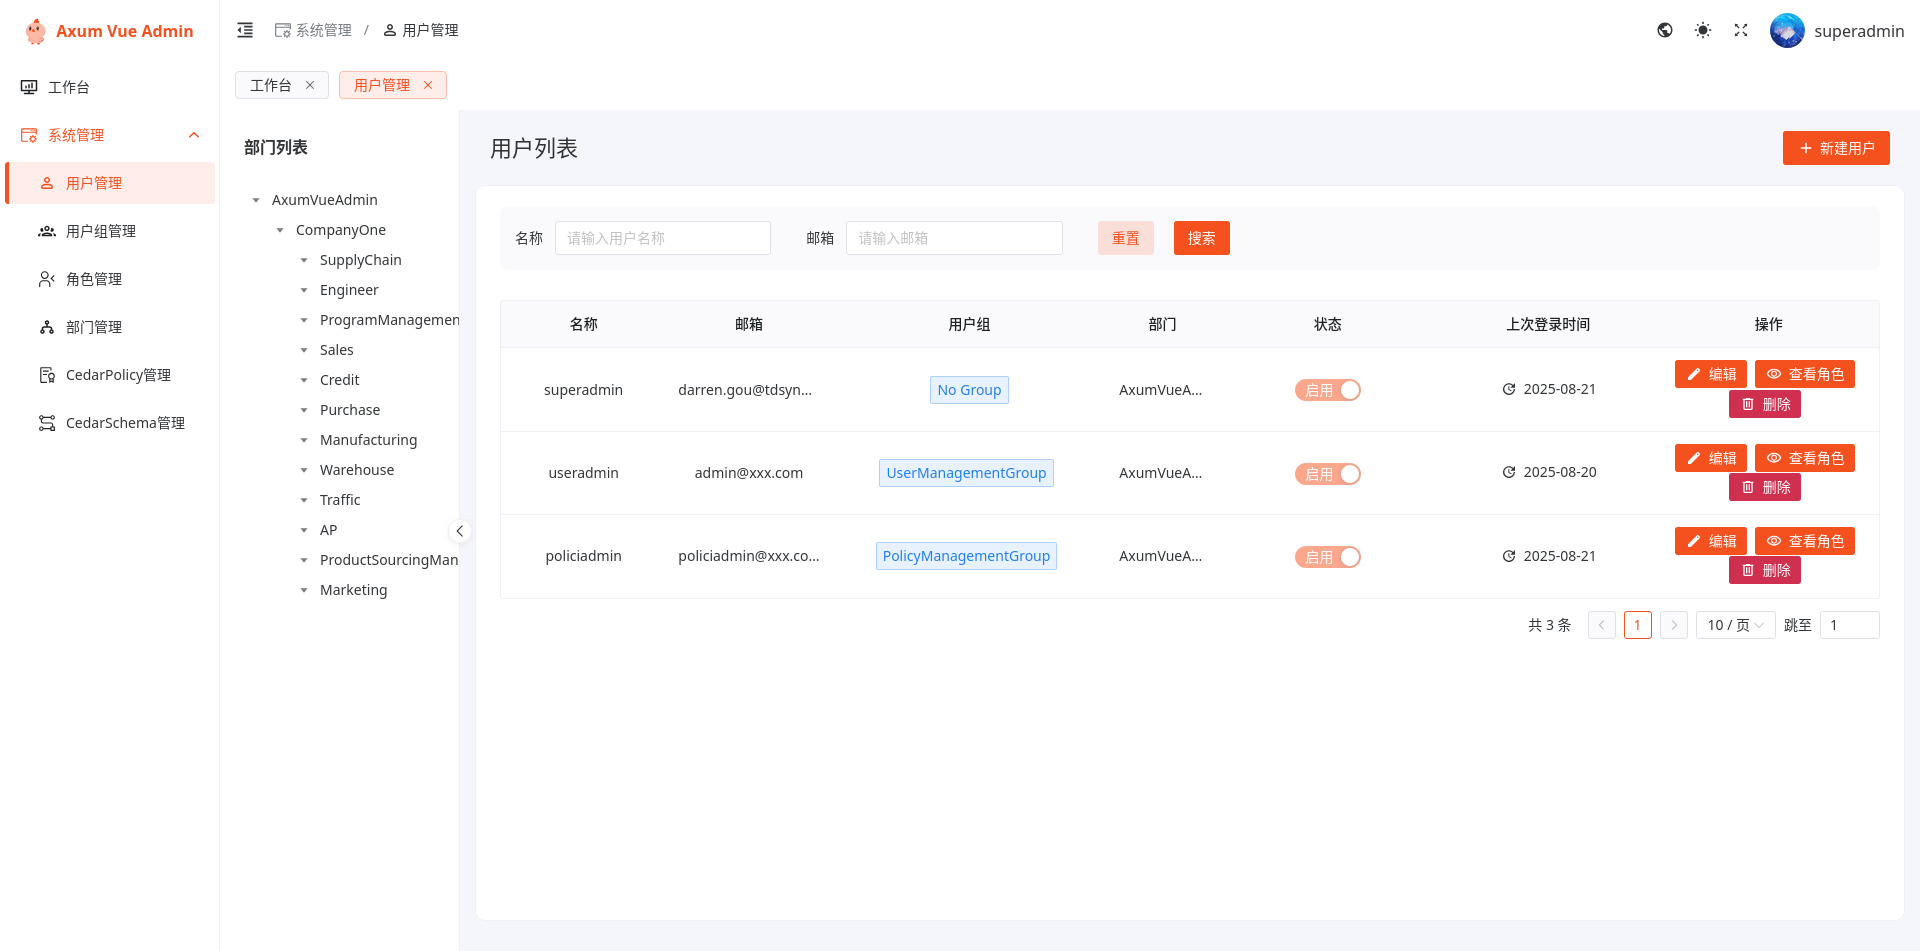 Axum Vue Admin
工作台
系统管理
用户管理
用户组管理
角色管理
部门管理
CedarPolicy管理
CedarSchema管理
系统管理 / 用户管理
superadmin
工作台
用户管理
部门列表
AxumVueAdmin
CompanyOne
SupplyChain
Engineer
ProgramManagemen
Sales
Credit
Purchase
Manufacturing
Warehouse
Traffic
AP
ProductSourcingMan
Marketing
用户列表
新建用户
名称 请输入用户名称 邮箱 请输入邮箱 重置 搜索
名称 邮箱 用户组 部门 状态 上次登录时间 操作
superadmin darren.gou@tdsyn... No Group AxumVueA... 启用 2025-08-21 编辑 查看角色
删除
useradmin admin@xxx.com UserManagementGroup AxumVueA... 启用 2025-08-20 编辑 查看角色
删除
policiadmin policiadmin@xxx.co... PolicyManagementGroup AxumVueA... 启用 2025-08-21 编辑 查看角色
删除
共 3 条 1 10 / 页 跳至 1